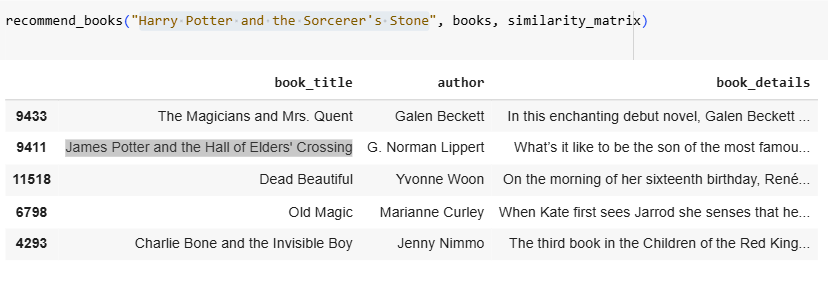 recommend_books("Harry Potter and the Sorcerer’s Stone", books, similarity_matrix)
book_title author book_details
9433 The Magicians and Mrs. Quent Galen Beckett In this enchanting debut novel, Galen Beckett ...
9411 James Potter and the Hall of Elders' Crossing G. Norman Lippert What’s it like to be the son of the most famou...
11518 Dead Beautiful Yvonne Woon On the morning of her sixteenth birthday, René...
6798 Old Magic Marianne Curley When Kate first sees Jarrod she senses that he...
4293 Charlie Bone and the Invisible Boy Jenny Nimmo The third book in the Children of the Red King...